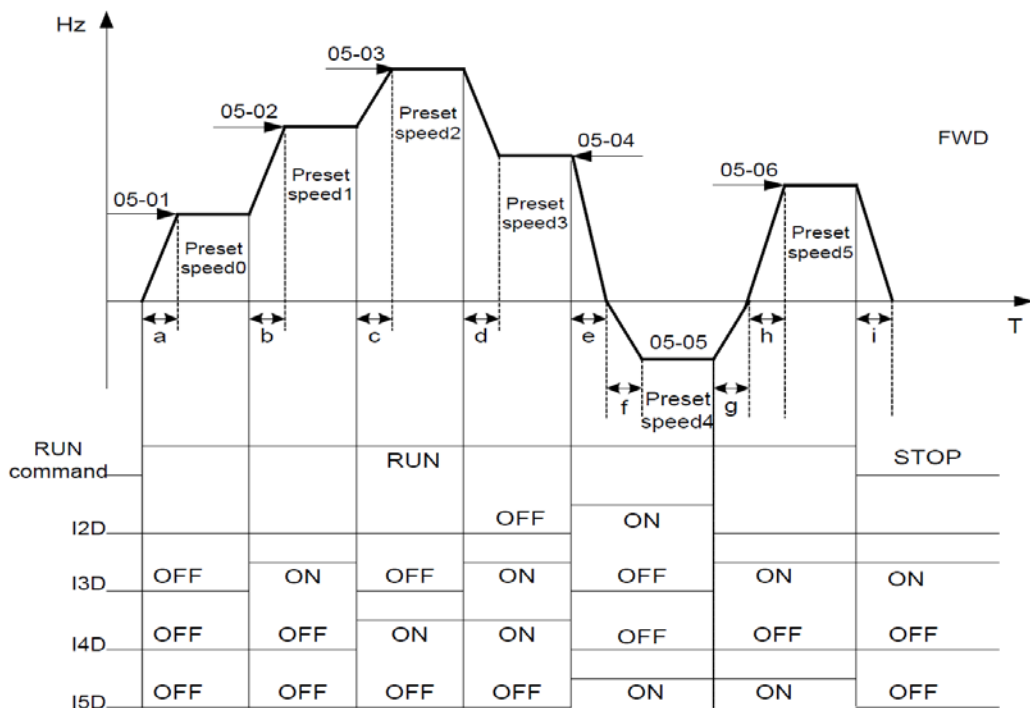 Hz
05-03
05-02
05-04
FWD
05-06
05-01
Preset
speed0
Preset
speed1
Preset
speed2
Preset
speed3
Preset
speed5
a
b
c
d
e
h
i
T
05-05
f
g
Preset
speed4
RUN
command
RUN
STOP
I2D
OFF
ON
I3D
OFF
ON
OFF
ON
OFF
ON
ON
I4D
OFF
OFF
ON
ON
OFF
OFF
OFF
I5D
OFF
OFF
OFF
OFF
ON
ON
OFF